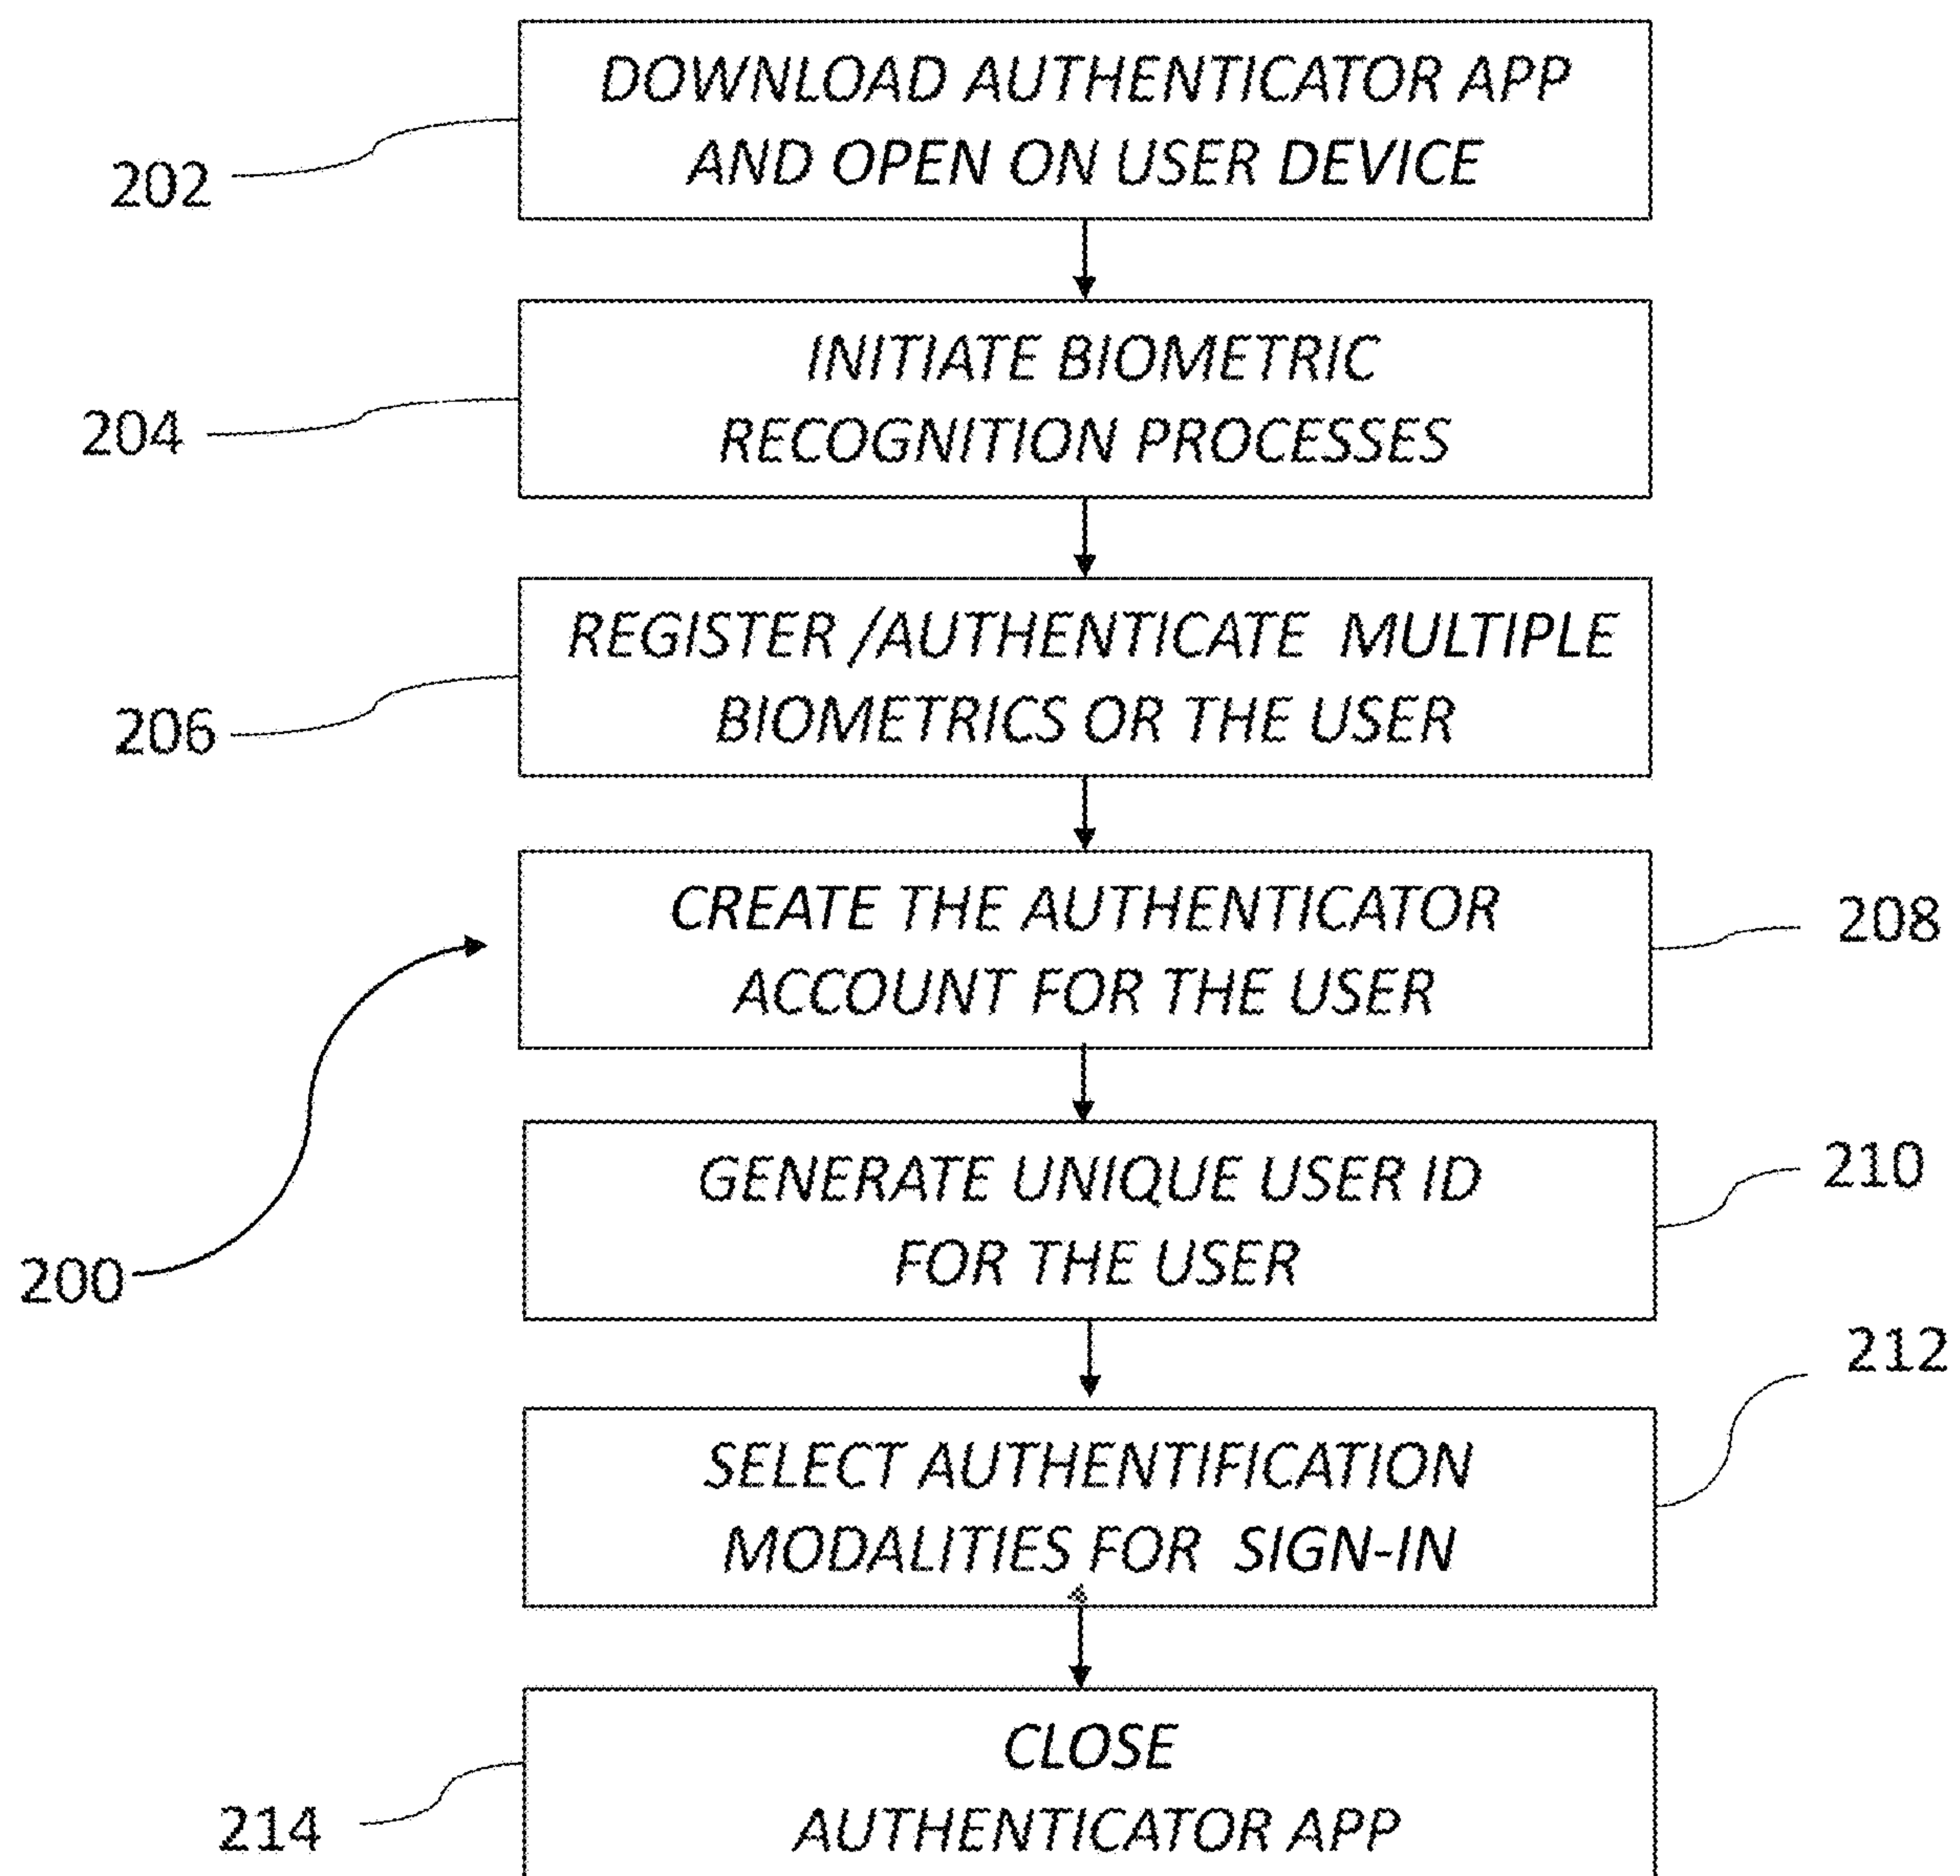 DOWNLOAD AUTHENTICATOR APP
AND OPEN ON USER DEVICE
202
INITIATE BIOMETRIC
RECOGNITION PROCESSES
204
REGISTER /AUTHENTICATE MULTIPLE
BIOMETRICS OR THE USER
206
CREATE THE AUTHENTICATOR
ACCOUNT FOR THE USER
208
200
GENERATE UNIQUE USER ID
FOR THE USER
210
SELECT AUTHENTIFICATION
MODALITIES FOR SIGN-IN
212
CLOSE
AUTHENTICATOR APP
214